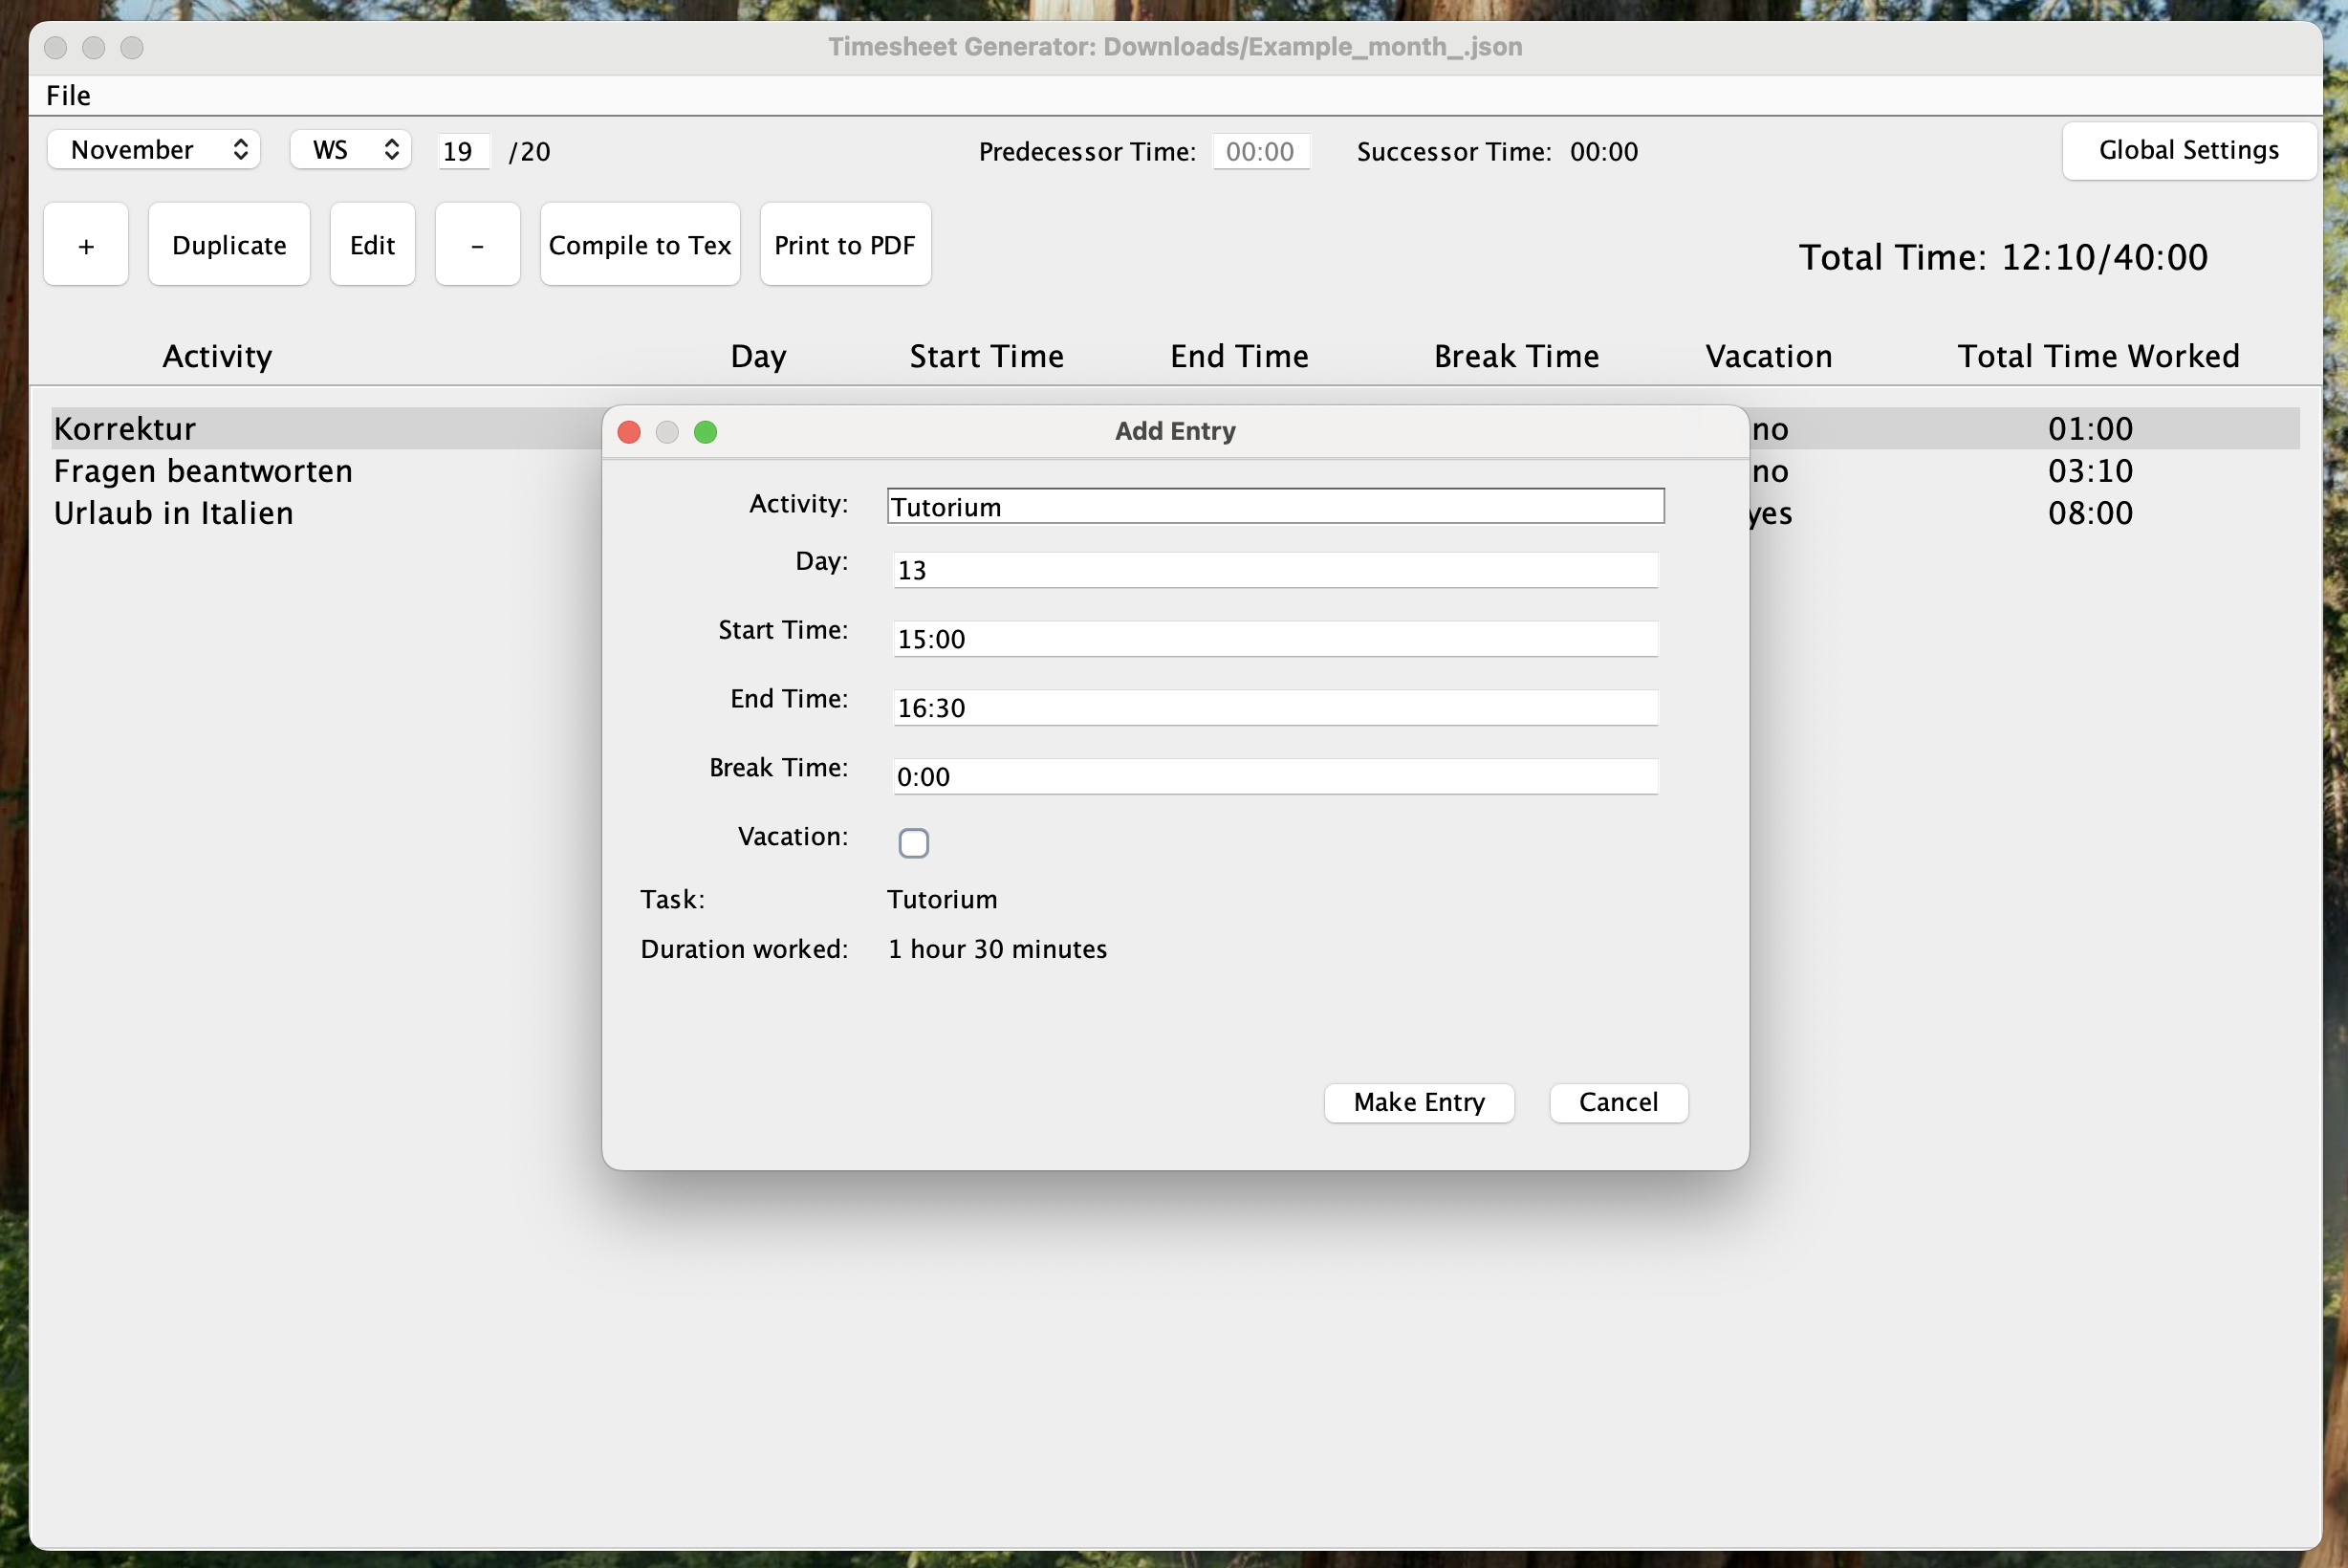 Timesheet Generator: Downloads/Example_month_.json
File
November WS 19 /20 Predecessor Time: 00:00 Successor Time: 00:00 Global Settings
+ Duplicate Edit - Compile to Tex Print to PDF Total Time: 12:10/40:00
Activity Day Start Time End Time Break Time Vacation Total Time Worked
Korrektur no 01:00
Fragen beantworten no 03:10
Urlaub in Italien yes 08:00
Add Entry
Activity: Tutorium
Day: 13
Start Time: 15:00
End Time: 16:30
Break Time: 0:00
Vacation:
Task: Tutorium
Duration worked: 1 hour 30 minutes
Make Entry Cancel